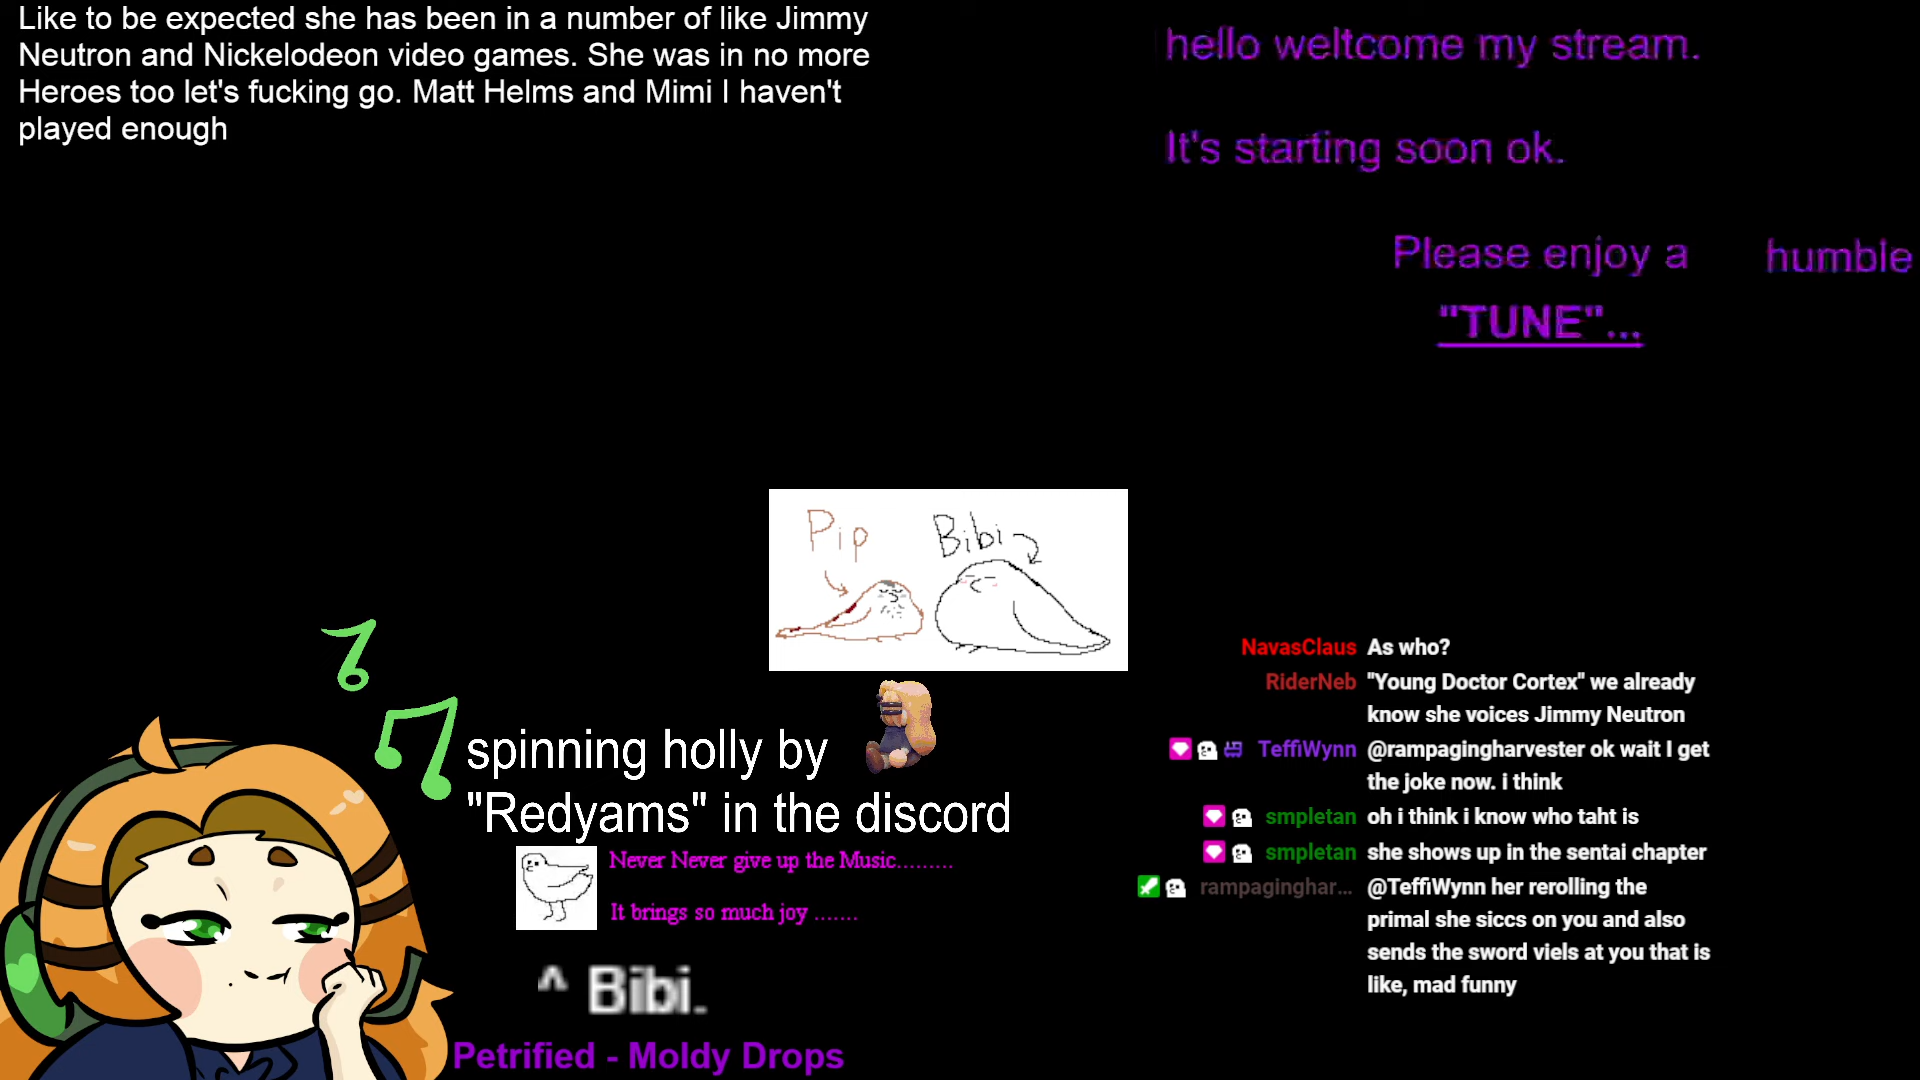 Like to be expected she has been in a number of like Jimmy
Neutron and Nickelodeon video games. She was in no more
Heroes too let's fucking go. Matt Helms and Mimi I haven't
played enough
hello weltcome my stream.
It's starting soon ok.
Please enjoy a humble
"TUNE"...
Pip
Bibi
spinning holly by
"Redyams" in the discord
Never Never give up the Music.........
It brings so much joy .......
^ Bibi.
Petrified - Moldy Drops
NavasClaus As who?
RiderNeb "Young Doctor Cortex" we already
know she voices Jimmy Neutron
TeffiWynn @rampagingharvester ok wait I get
the joke now. i think
smpletan oh i think i know who taht is
smpletan she shows up in the sentai chapter
rampaginghar... @TeffiWynn her rerolling the
primal she siccs on you and also
sends the sword viels at you that is
like, mad funny